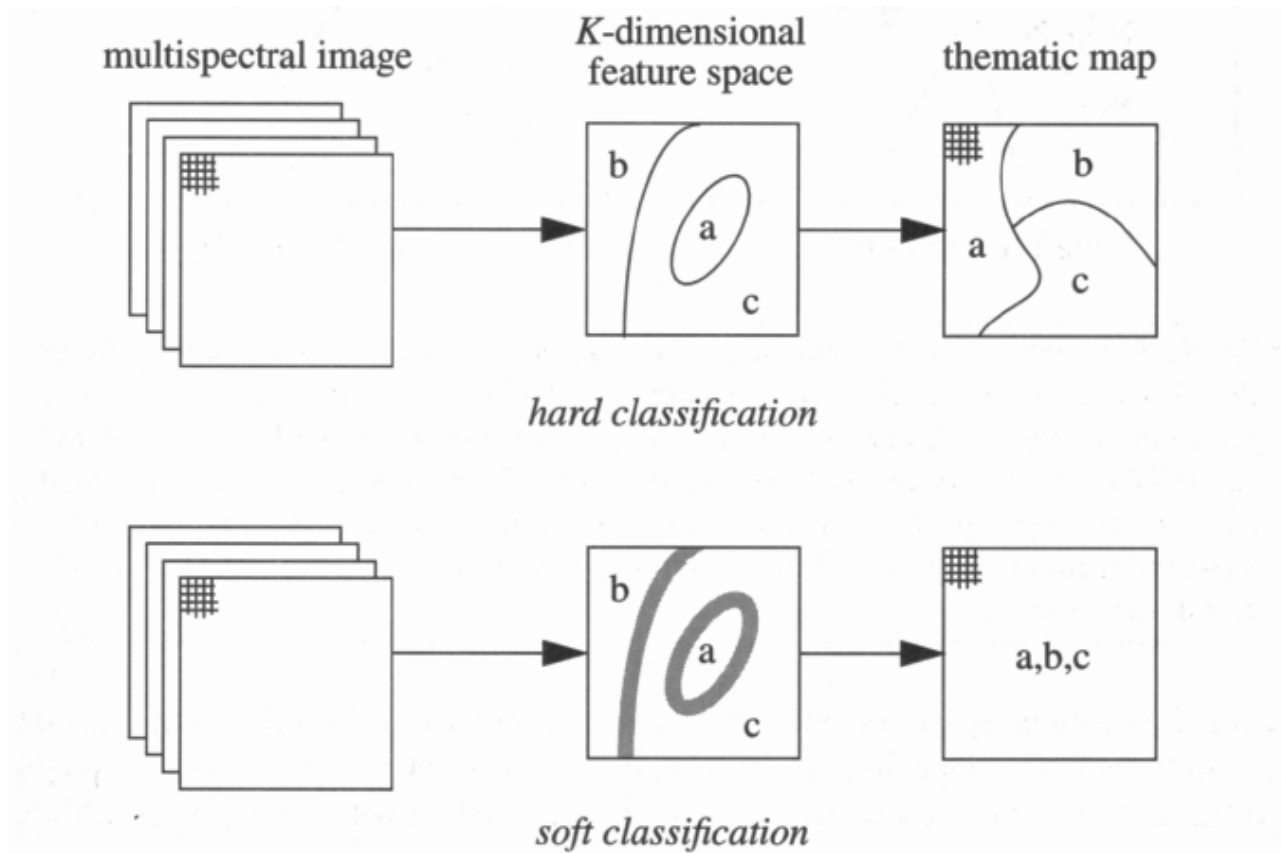 multispectral image
K-dimensional
feature space
thematic map
b
a
c
a
b
c
hard classification
b
a
c
a,b,c
soft classification